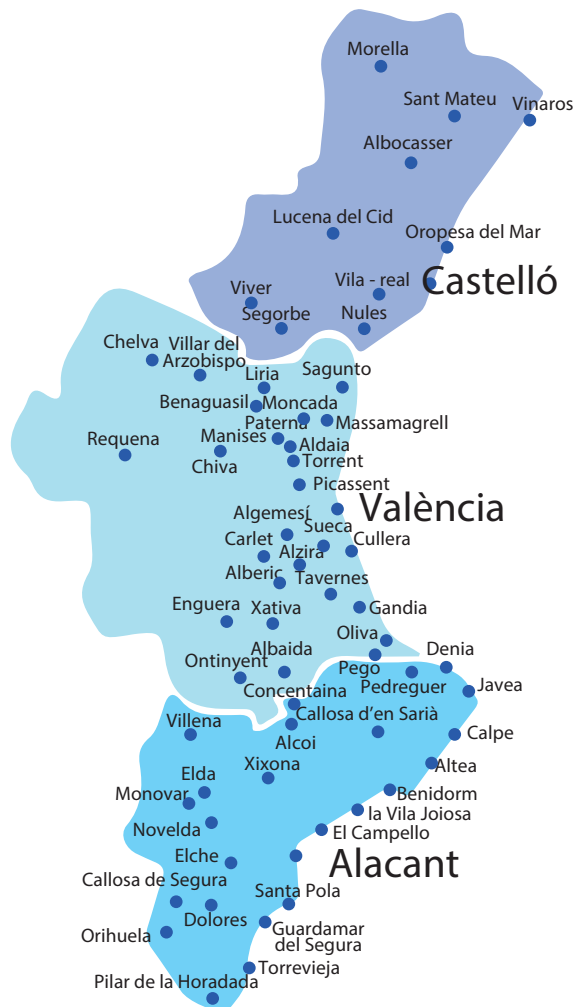 Morella
Sant Mateu
Vinaros
Albocasser
Lucena del Cid
Oropesa del Mar
Castelló
Vila - real
Viver
Segorbe
Nules
Chelva
Villar del
Arzobispo
Liria
Sagunto
Benaguasil
Moncada
Massamagrell
Paterna
Requena
Manises
Aldaia
Chiva
Torrent
Picassent
València
Algemesí
Sueca
Carlet
Alzira
Cullera
Alberic
Tavernes
Enguera
Xativa
Gandia
Oliva
Albaida
Denia
Ontinyent
Pego
Pedreguer
Javea
Concentaina
Callosa d'en Sarià
Villena
Alcoi
Calpe
Xixona
Altea
Elda
Monovar
Benidorm
la Vila Joiosa
Novelda
El Campello
Elche
Alacant
Callosa de Segura
Santa Pola
Dolores
Orihuela
Guardamar
del Segura
Torrevieja
Pilar de la Horadada